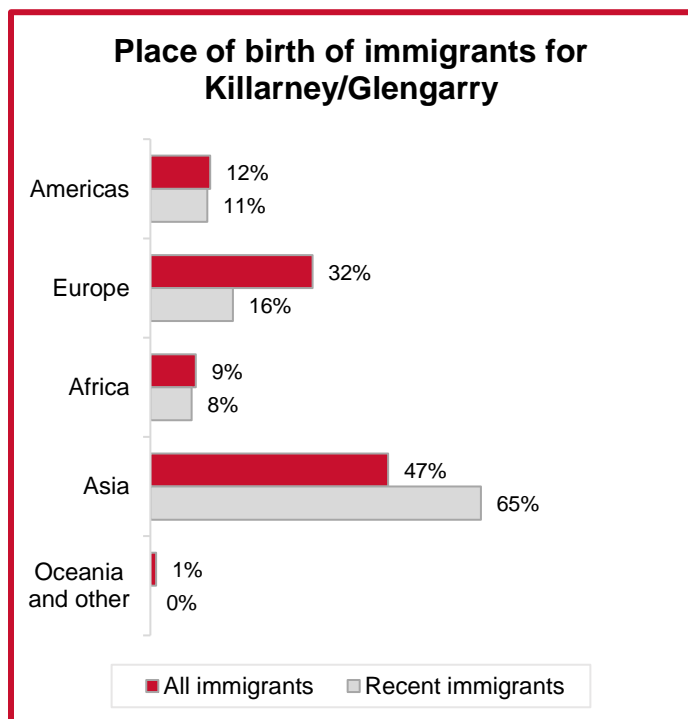 Place of birth of immigrants for
Killarney/Glengarry
Americas
12%
11%
Europe
32%
16%
Africa
9%
8%
Asia
47%
65%
Oceania
and other
1%
0%
All immigrants
Recent immigrants